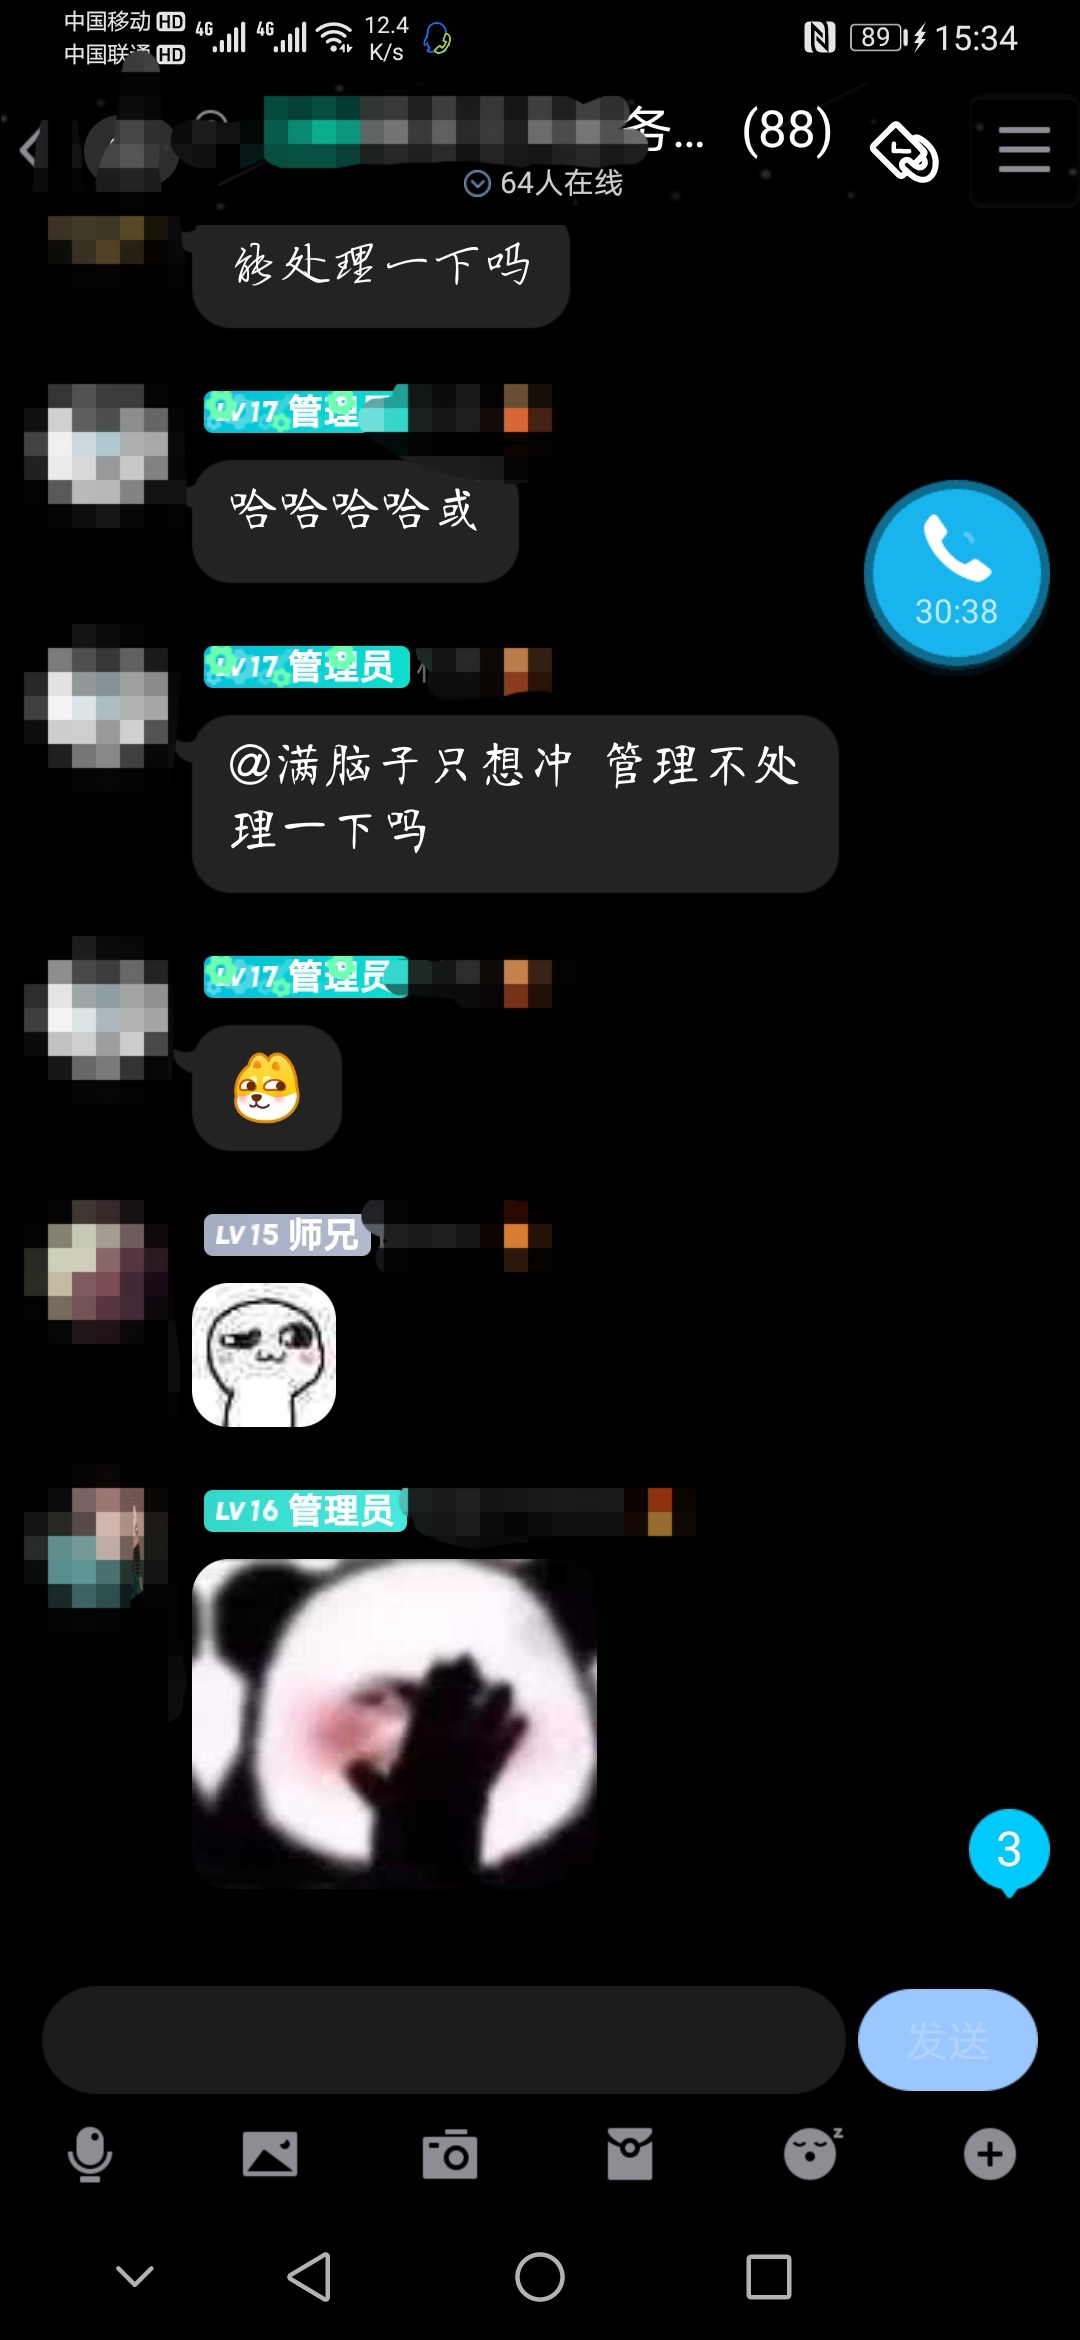 中国移动 HD 4G 4G 12.4 K/s 89 15:34
中国联通 HD
务... (88)
64人在线
能处理一下吗
LV17 管理
哈哈哈哈或
30:38
LV17 管理员
@满脑子只想冲 管理不处
理一下吗
LV17 管理员
LV15 师兄
LV16 管理员
3
发送